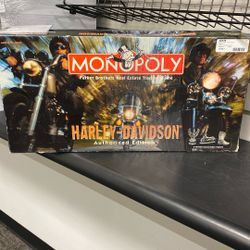 MONOPOLY
Parker Brothers Real Estate Trading Game
HARLEY-DAVIDSON
Authorized Edition